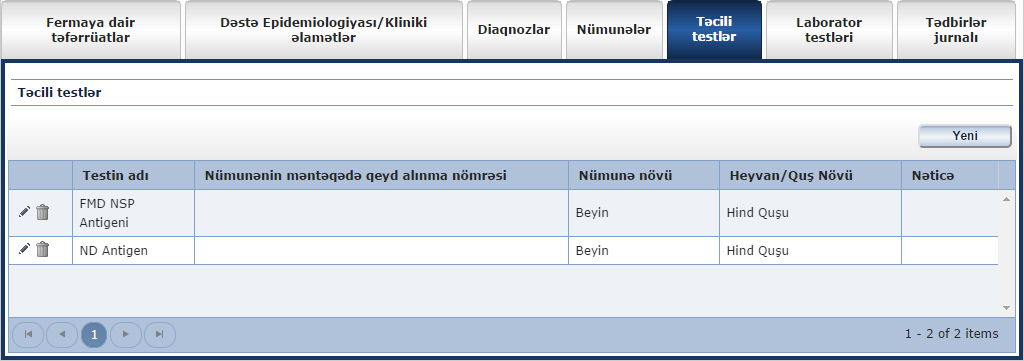 Fermaya dair
təfərrüatlar
Dəstə Epidemiologiyası/Kliniki
əlamətlər
Diaqnozlar
Nümunələr
Təcili
testlər
Laborator
testləri
Tədbirlər
jurnalı
Təcili testlər
Yeni
Testin adı
Nümunənin məntəqədə qeyd alınma nömrəsi
Nümunə növü
Heyvan/Quş Növü
Nəticə
FMD NSP
Antigeni
Beyin
Hind Quşu
ND Antigen
Beyin
Hind Quşu
1
1 - 2 of 2 items